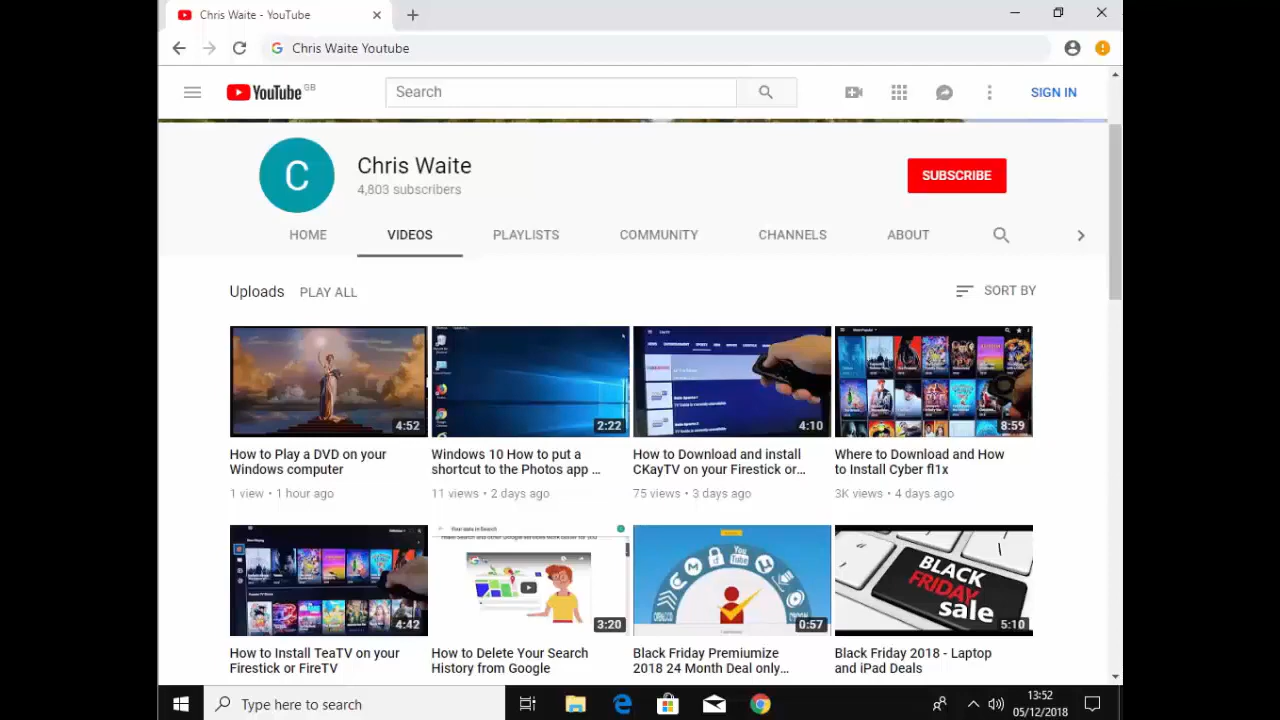 Chris Waite - YouTube
Chris Waite Youtube
YouTube GB
Search
SIGN IN
C
Chris Waite
4,803 subscribers
SUBSCRIBE
HOME
VIDEOS
PLAYLISTS
COMMUNITY
CHANNELS
ABOUT
Uploads
PLAY ALL
SORT BY
4:52
2:22
4:10
8:59
How to Play a DVD on your
Windows computer
1 view • 1 hour ago
Windows 10 How to put a
shortcut to the Photos app ...
11 views • 2 days ago
How to Download and install
CKayTV on your Firestick or...
75 views • 3 days ago
Where to Download and How
to Install Cyber fl1x
3K views • 4 days ago
4:42
Your data in Search
3:20
You
Tube
0:57
BLACK
FRIDAY
sale
5:10
How to Install TeaTV on your
Firestick or FireTV
How to Delete Your Search
History from Google
Black Friday Premiumize
2018 24 Month Deal only...
Black Friday 2018 - Laptop
and iPad Deals
Type here to search
13:52
05/12/2018